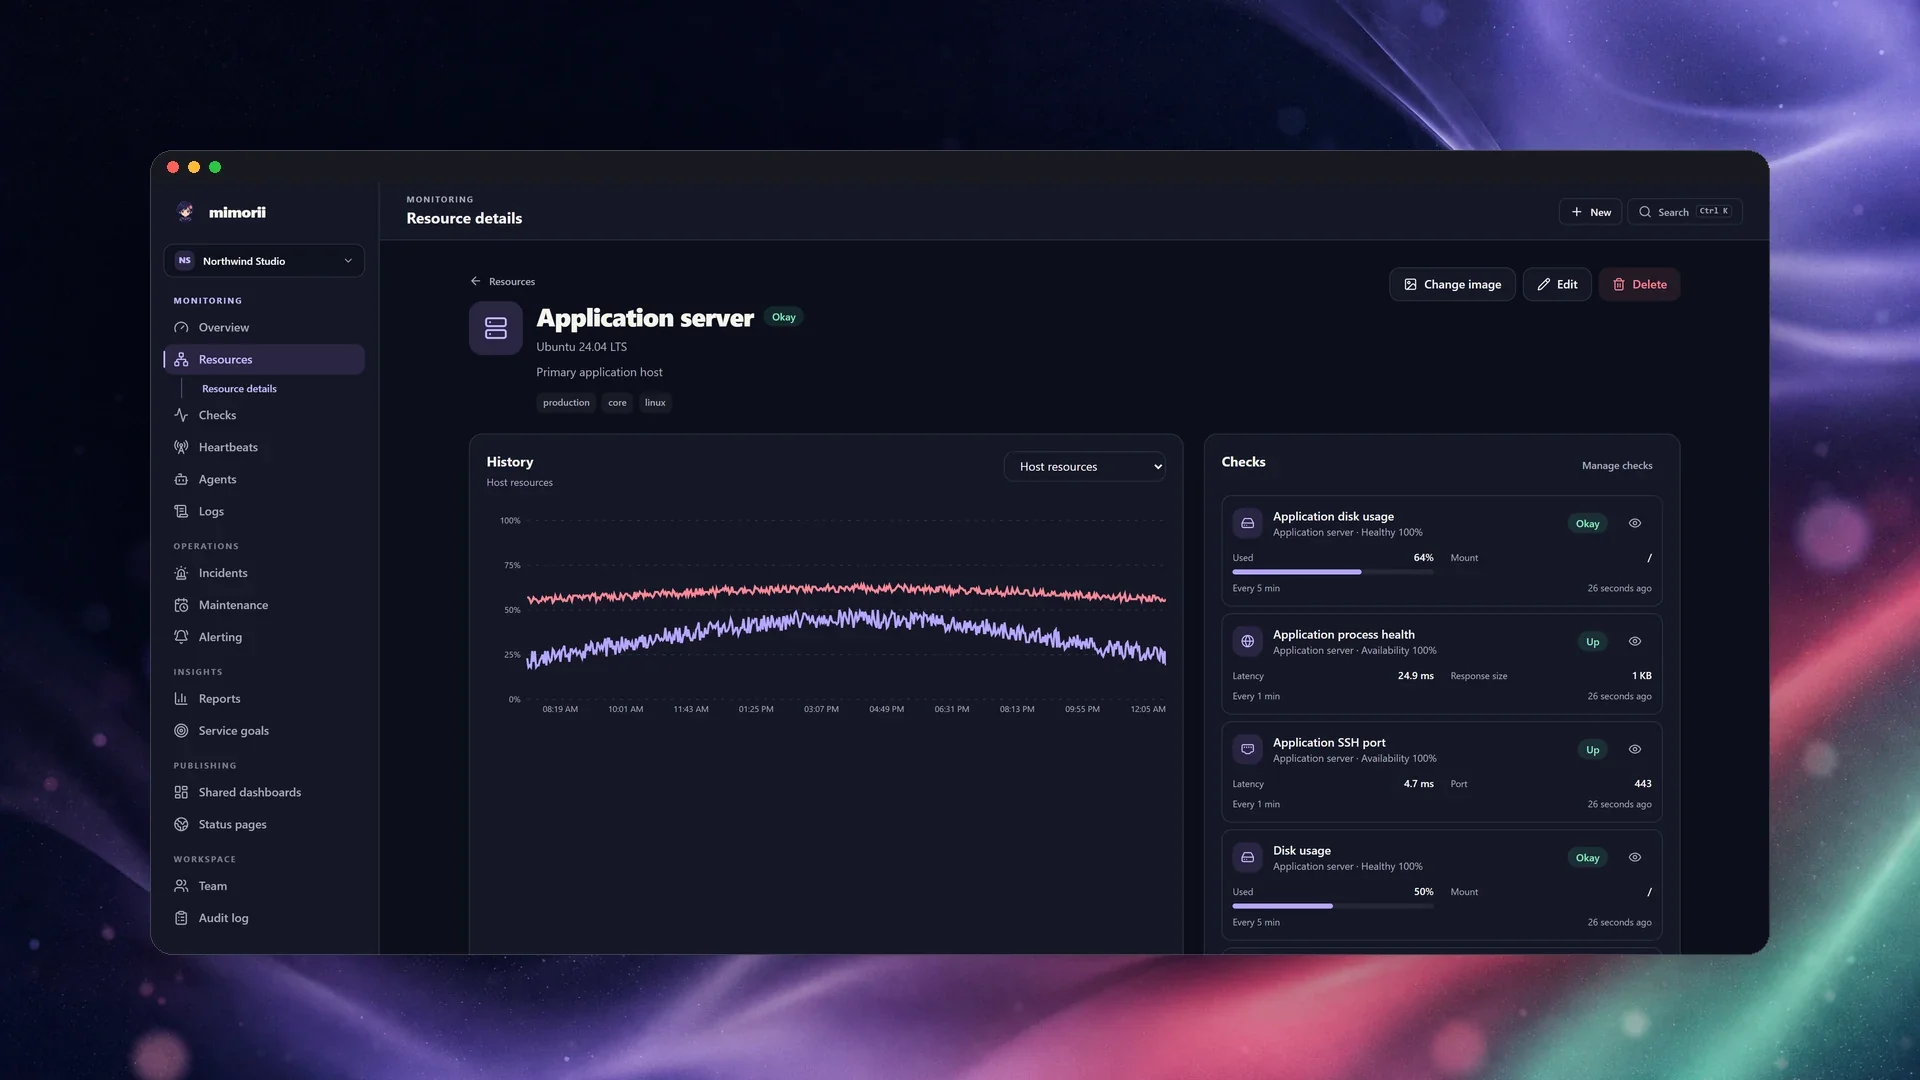 mimorii
NS Northwind Studio
MONITORING
Overview
Resources
Resource details
Checks
Heartbeats
Agents
Logs
OPERATIONS
Incidents
Maintenance
Alerting
INSIGHTS
Reports
Service goals
PUBLISHING
Shared dashboards
Status pages
WORKSPACE
Team
Audit log
MONITORING
Resource details
New
Search Ctrl K
Resources
Change image
Edit
Delete
Application server Okay
Ubuntu 24.04 LTS
Primary application host
production core linux
History
Host resources
Host resources
100%
75%
50%
25%
0%
08:19 AM 10:01 AM 11:43 AM 01:25 PM 03:07 PM 04:49 PM 06:31 PM 08:13 PM 09:55 PM 12:05 AM
Checks
Manage checks
Application disk usage Okay
Application server · Healthy 100%
Used 64% Mount /
Every 5 min 26 seconds ago
Application process health Up
Application server · Availability 100%
Latency 24.9 ms Response size 1 KB
Every 1 min 26 seconds ago
Application SSH port Up
Application server · Availability 100%
Latency 4.7 ms Port 443
Every 1 min 26 seconds ago
Disk usage Okay
Application server · Healthy 100%
Used 50% Mount /
Every 5 min 26 seconds ago